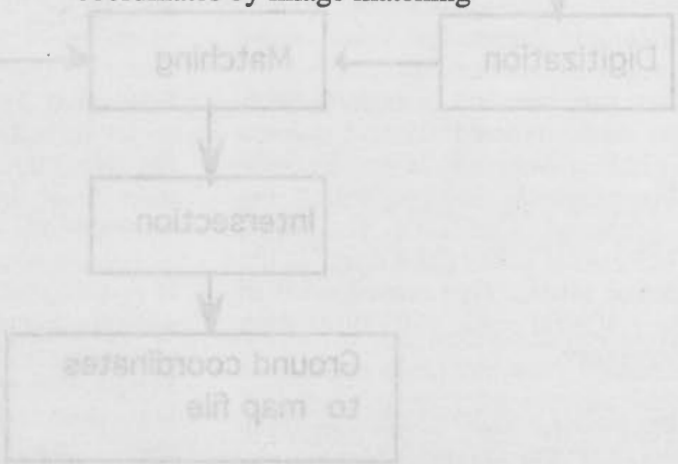 coordinates by image matching
Matching
Digitization
Intersection
Ground coordinates
to map file